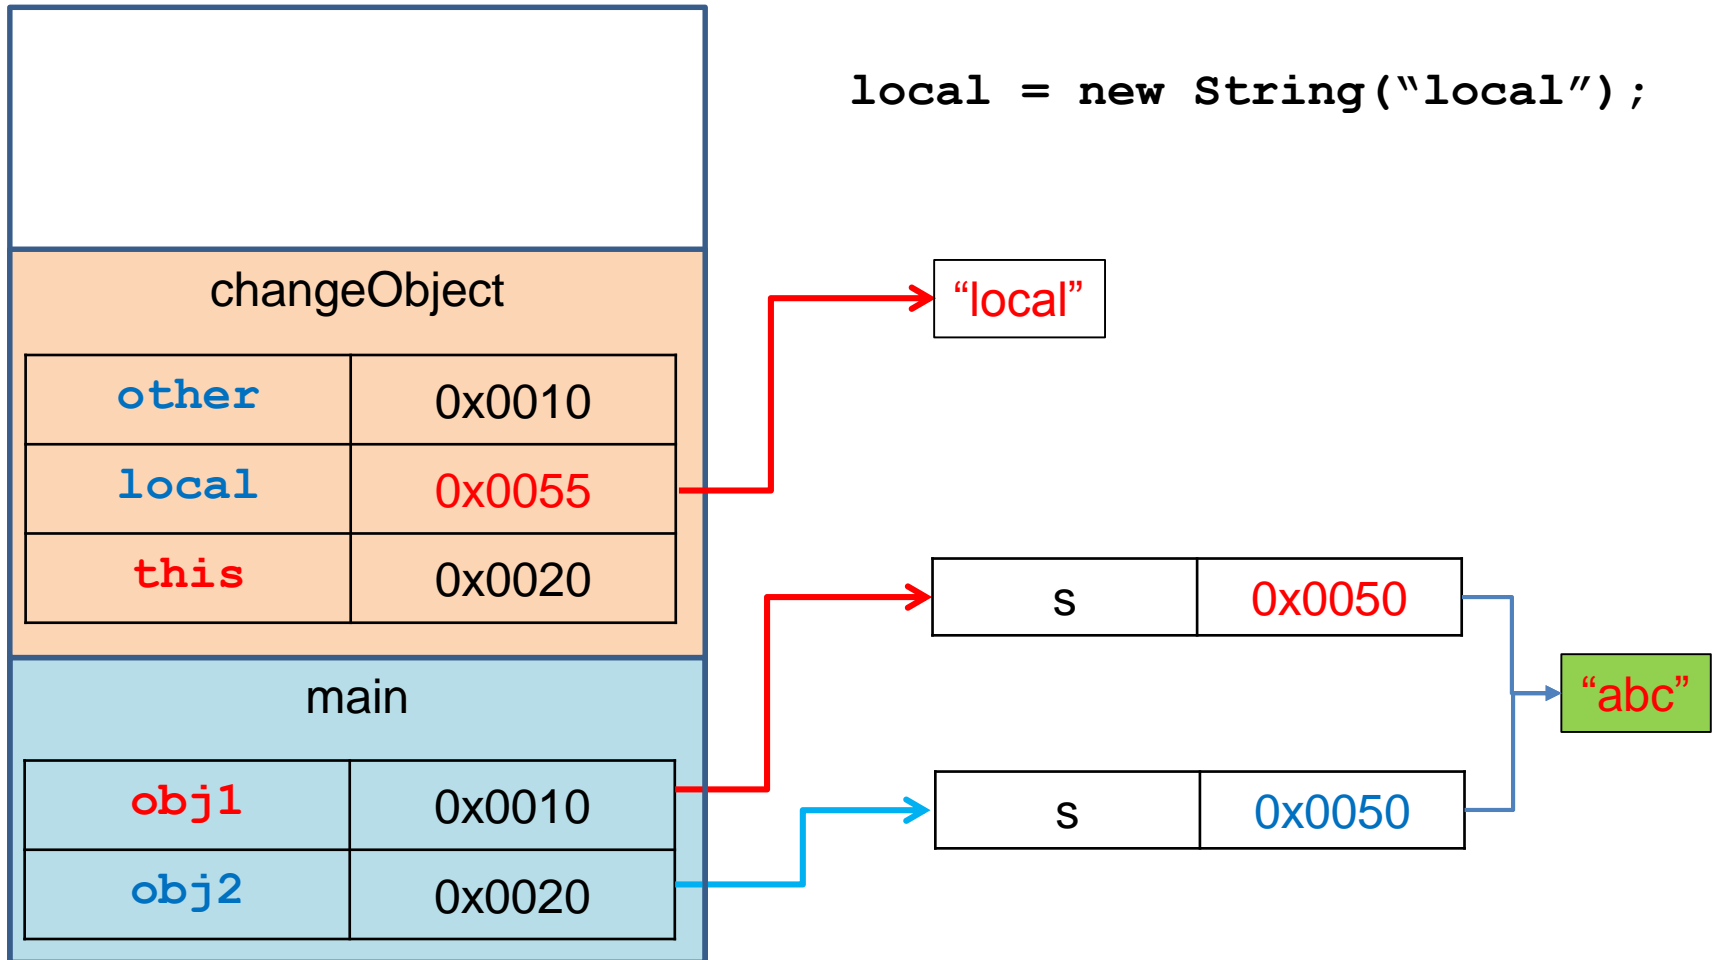 local = new String(“local”);
changeObject
“local”
other 0x0010
local 0x0055
this 0x0020
s 0x0050
main
“abc”
obj1 0x0010
s 0x0050
obj2 0x0020